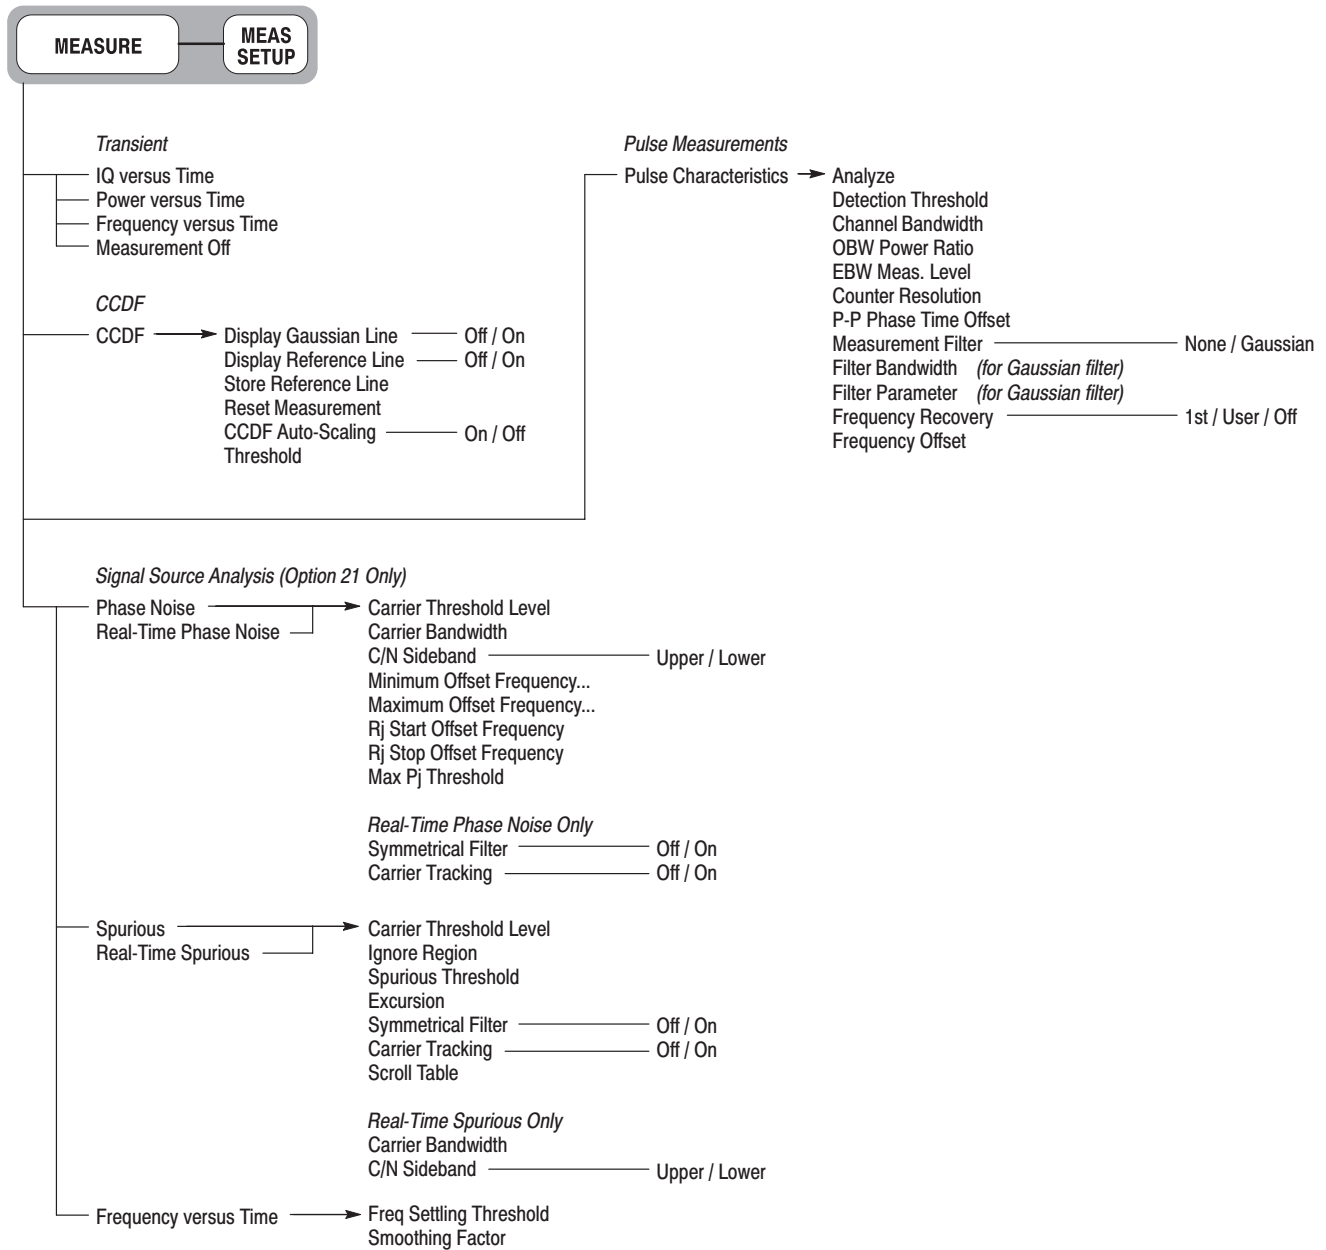 MEASURE
MEAS
SETUP
Transient
IQ versus Time
Power versus Time
Frequency versus Time
Measurement Off
CCDF
CCDF
Display Gaussian Line Off / On
Display Reference Line Off / On
Store Reference Line
Reset Measurement
CCDF Auto-Scaling On / Off
Threshold
Pulse Measurements
Pulse Characteristics
Analyze
Detection Threshold
Channel Bandwidth
OBW Power Ratio
EBW Meas. Level
Counter Resolution
P-P Phase Time Offset
Measurement Filter None / Gaussian
Filter Bandwidth (for Gaussian filter)
Filter Parameter (for Gaussian filter)
Frequency Recovery 1st / User / Off
Frequency Offset
Signal Source Analysis (Option 21 Only)
Phase Noise
Real-Time Phase Noise
Carrier Threshold Level
Carrier Bandwidth
C/N Sideband Upper / Lower
Minimum Offset Frequency...
Maximum Offset Frequency...
Rj Start Offset Frequency
Rj Stop Offset Frequency
Max Pj Threshold
Real-Time Phase Noise Only
Symmetrical Filter Off / On
Carrier Tracking Off / On
Spurious
Real-Time Spurious
Carrier Threshold Level
Ignore Region
Spurious Threshold
Excursion
Symmetrical Filter Off / On
Carrier Tracking Off / On
Scroll Table
Real-Time Spurious Only
Carrier Bandwidth
C/N Sideband Upper / Lower
Frequency versus Time
Freq Settling Threshold
Smoothing Factor